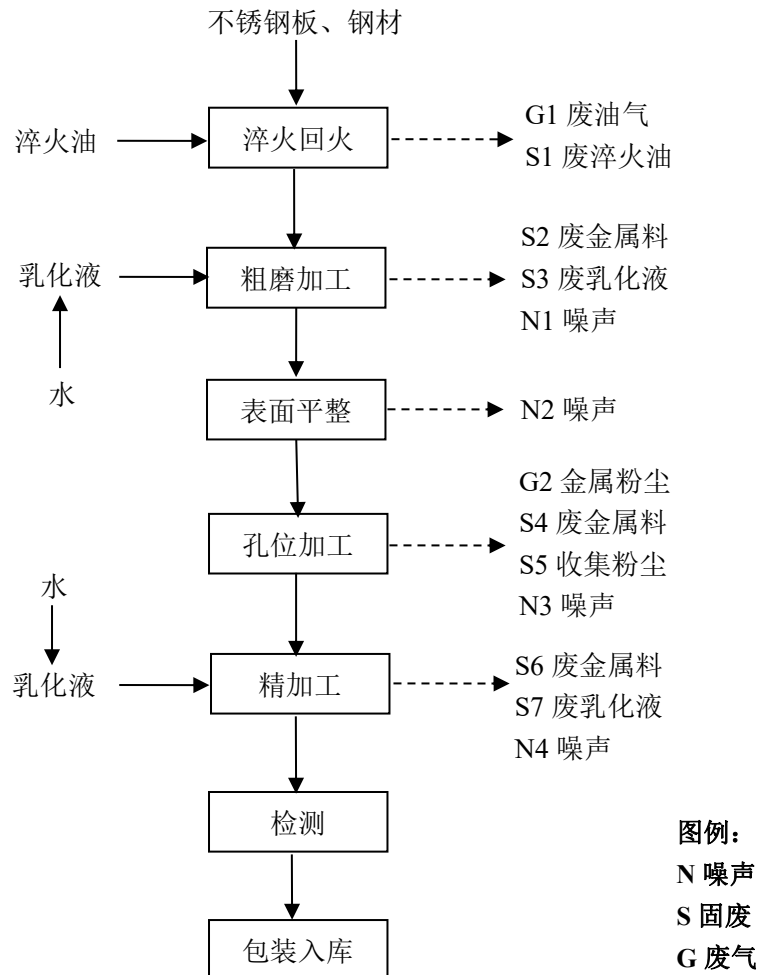 不锈钢板、钢材
淬火油
淬火回火
G1 废油气
S1 废淬火油
乳化液
水
粗磨加工
S2 废金属料
S3 废乳化液
N1 噪声
表面平整
N2 噪声
孔位加工
G2 金属粉尘
S4 废金属料
S5 收集粉尘
N3 噪声
水
乳化液
精加工
S6 废金属料
S7 废乳化液
N4 噪声
检测
包装入库
图例:
N 噪声
S 固废
G 废气